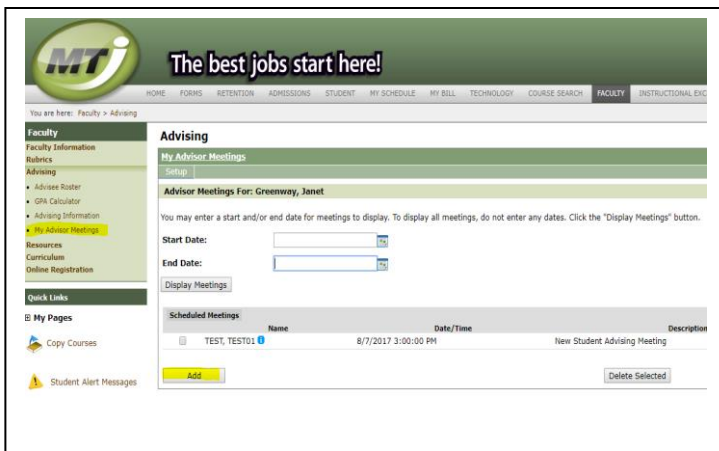 MTI
The best jobs start here!
HOME FORMS RETENTION ADMISSIONS STUDENT MY SCHEDULE MY BILL TECHNOLOGY COURSE SEARCH FACULTY INSTRUCTIONAL EXC
You are here: Faculty > Advising
Faculty
Faculty Information
Rubrics
Advising
• Advisee Roster
• GPA Calculator
• Advising Information
• My Advisor Meetings
Resources
Curriculum
Online Registration
Quick Links
My Pages
Copy Courses
Student Alert Messages
Advising
My Advisor Meetings
Setup
Advisor Meetings For: Greenway, Janet
You may enter a start and/or end date for meetings to display. To display all meetings, do not enter any dates. Click the "Display Meetings" button.
Start Date:
End Date:
Display Meetings
Scheduled Meetings
Name Date/Time Description
TEST, TEST01 8/7/2017 3:00:00 PM New Student Advising Meeting
Add Delete Selected